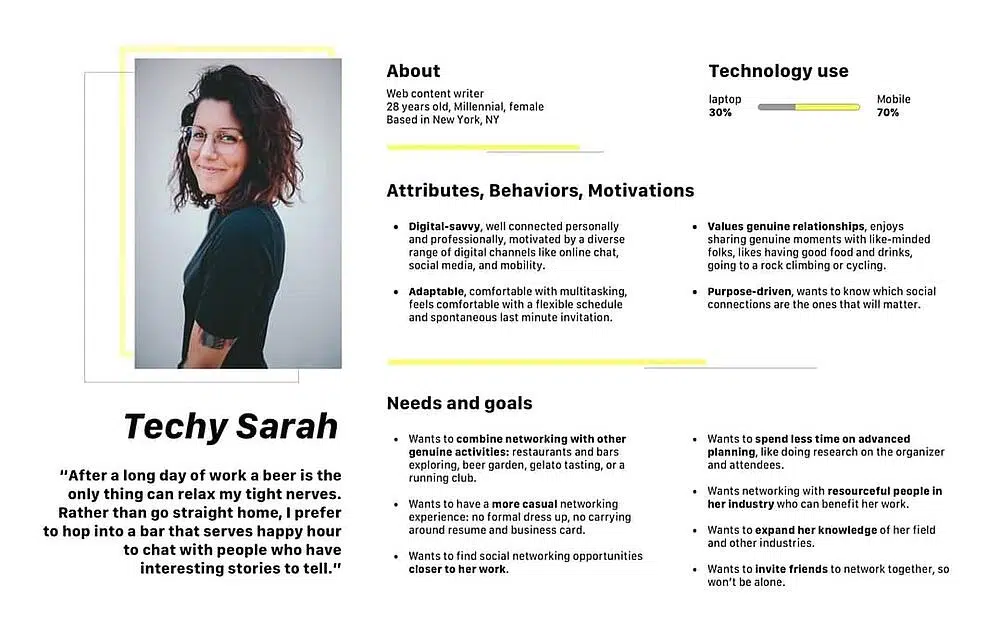 Techy Sarah
“After a long day of work a beer is the
only thing can relax my tight nerves.
Rather than go straight home, I prefer
to hop into a bar that serves happy hour
to chat with people who have
interesting stories to tell.”
About
Web content writer
28 years old, Millennial, female
Based in New York, NY
Technology use
laptop
30%
Mobile
70%
Attributes, Behaviors, Motivations
• Digital-savvy, well connected personally
and professionally, motivated by a diverse
range of digital channels like online chat,
social media, and mobility.
• Adaptable, comfortable with multitasking,
feels comfortable with a flexible schedule
and spontaneous last minute invitation.
• Values genuine relationships, enjoys
sharing genuine moments with like-minded
folks, likes having good food and drinks,
going to a rock climbing or cycling.
• Purpose-driven, wants to know which social
connections are the ones that will matter.
Needs and goals
• Wants to combine networking with other
genuine activities: restaurants and bars
exploring, beer garden, gelato tasting, or a
running club.
• Wants to have a more casual networking
experience: no formal dress up, no carrying
around resume and business card.
• Wants to find social networking opportunities
closer to her work.
• Wants to spend less time on advanced
planning, like doing research on the organizer
and attendees.
• Wants networking with resourceful people in
her industry who can benefit her work.
• Wants to expand her knowledge of her field
and other industries.
• Wants to invite friends to network together, so
won’t be alone.